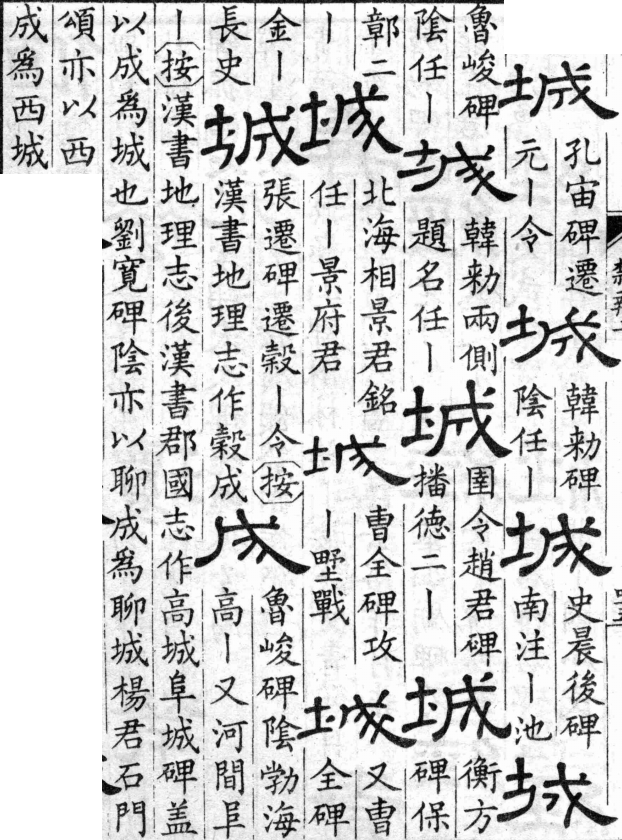 城
孔宙碑遷
元丨令
城
韓勑碑
陰任丨
城
史晨後碑
南注丨池
城
魯峻碑
陰任丨
城
韓勑兩側
題名任丨
城
圉令趙君碑
播德二丨
城
衡方
碑保
鄣二
丨
城
北海相景君銘
任丨景府君
城
曺全碑攻
丨壄戰
城
又曺
全碑
金丨
長史
城
張遷碑遷穀丨令按
漢書地理志作穀成
成
魯峻碑陰勃海
高丨又河間阜
丨按漢書地理志後漢書郡國志作高城阜城碑盖
以成爲城也劉寛碑陰亦以聊成爲聊城楊君石門
頌亦以西
成爲西城